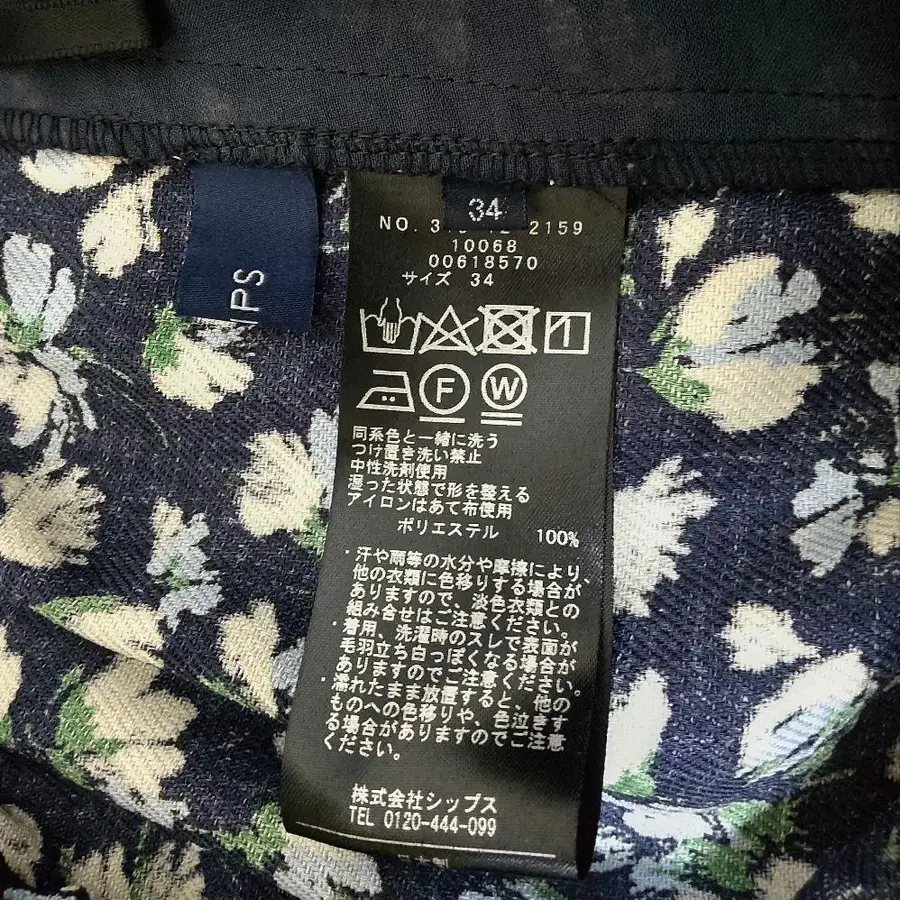 34
NO. 2159
10068
00618570
サイズ 34
F W
同系色と一緒に洗う
つけ置き洗い禁止
中性洗剤使用
湿った状態で形を整える
アイロンはあて布使用
ポリエステル 100%
・汗や雨等の水分や摩擦により、
他の衣類に色移りする場合が
ありますので、淡色衣類との
組み合せはご注意ください。
・着用、洗濯時のスレで表面が
毛羽立ち白っぽくなる場合が
ありますのでご注意ください。
・濡れたまま放置すると、他の
ものへの色移りや、色泣きす
る場合がありますのでご注意
ください。
株式会社シップス
TEL 0120-444-099
IPS